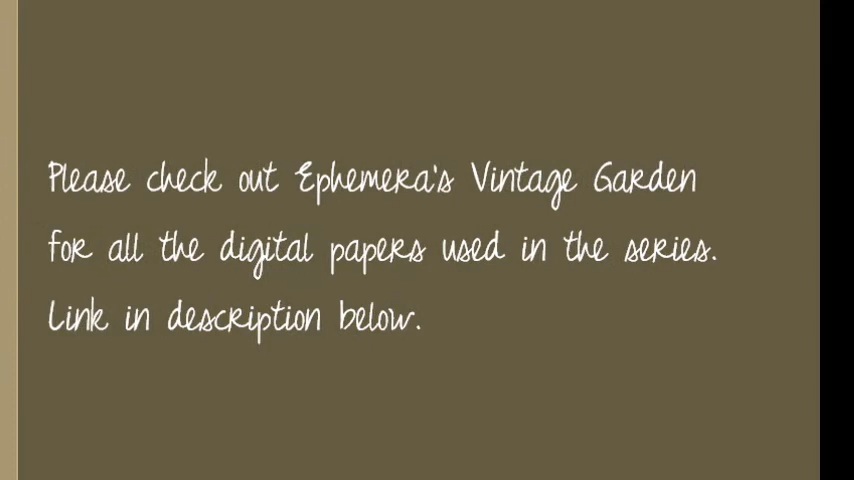 Please check out Ephemera's Vintage Garden
for all the digital papers used in the series.
Link in description below.